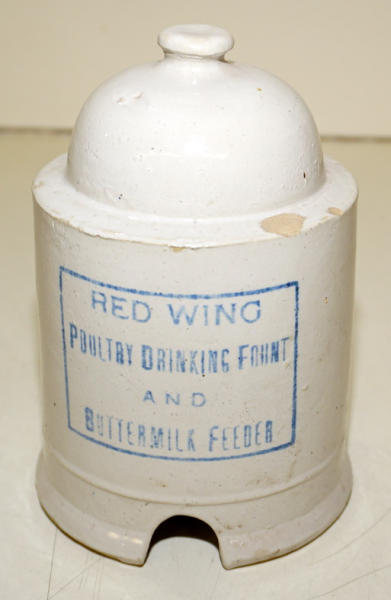 RED WING
POULTRY DRINKING FOUNT
AND
BUTTERMILK FEEDER